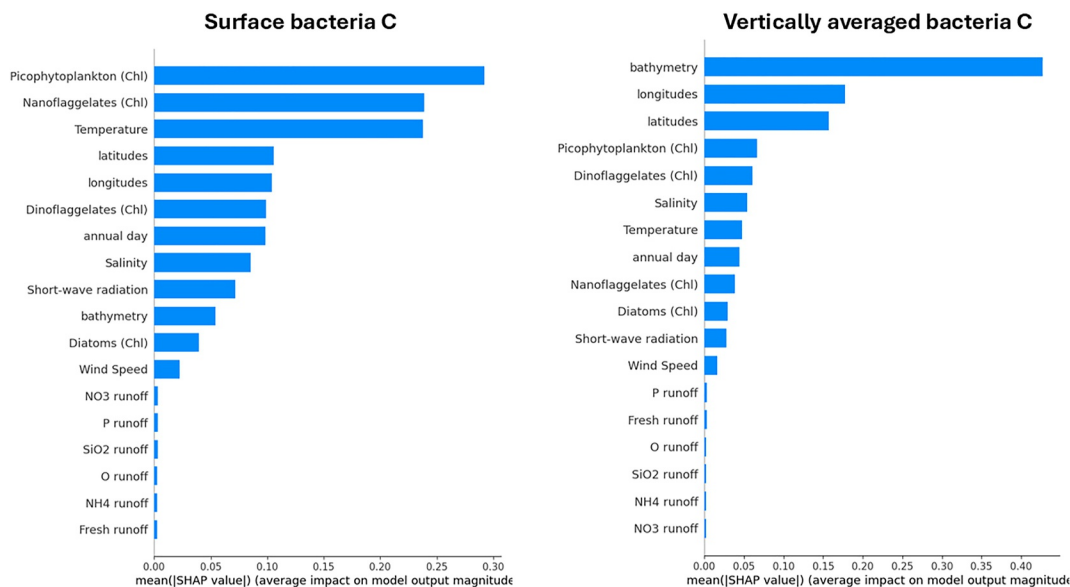 Surface bacteria C
Picophytoplankton (Chl)
Nanoflaggelates (Chl)
Temperature
latitudes
longitudes
Dinoflaggelates (Chl)
annual day
Salinity
Short-wave radiation
bathymetry
Diatoms (Chl)
Wind Speed
NO3 runoff
P runoff
SiO2 runoff
O runoff
NH4 runoff
Fresh runoff
0.00 0.05 0.10 0.15 0.20 0.25 0.30
mean(|SHAP value|) (average impact on model output magnitude
Vertically averaged bacteria C
bathymetry
longitudes
latitudes
Picophytoplankton (Chl)
Dinoflaggelates (Chl)
Salinity
Temperature
annual day
Nanoflaggelates (Chl)
Diatoms (Chl)
Short-wave radiation
Wind Speed
P runoff
Fresh runoff
O runoff
SiO2 runoff
NH4 runoff
NO3 runoff
0.00 0.05 0.10 0.15 0.20 0.25 0.30 0.35 0.40
mean(|SHAP value|) (average impact on model output magnitude